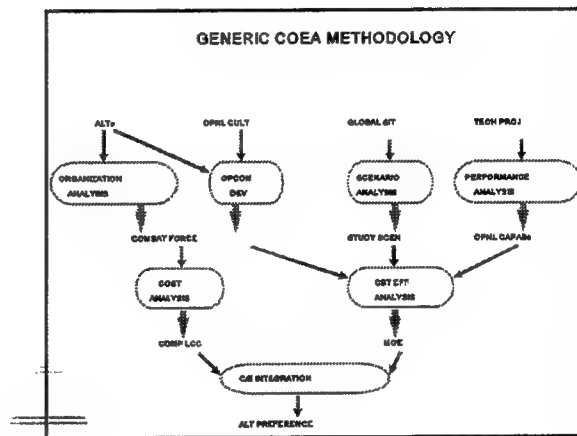 GENERIC COEA METHODOLOGY
ALTs
OPNL CULT
GLOBAL SIT
TECH PROJ
ORGANIZATION
ANALYSIS
OPCON
DEV
SCENARIO
ANALYSIS
PERFORMANCE
ANALYSIS
COMBAT FORCE
STUDY SCEN
OPNL CAPABs
COST
ANALYSIS
CBT EFF
ANALYSIS
COMP LCC
MOE
C/E INTEGRATION
ALT PREFERENCE